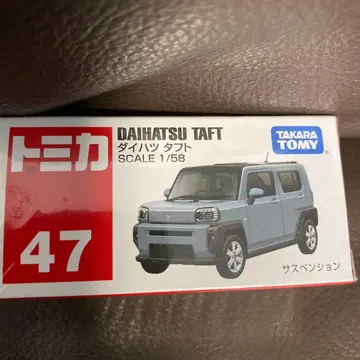 トミカ
47
DAIHATSU TAFT
ダイハツ タフト
SCALE 1/58
TAKARA
TOMY
サスペンション